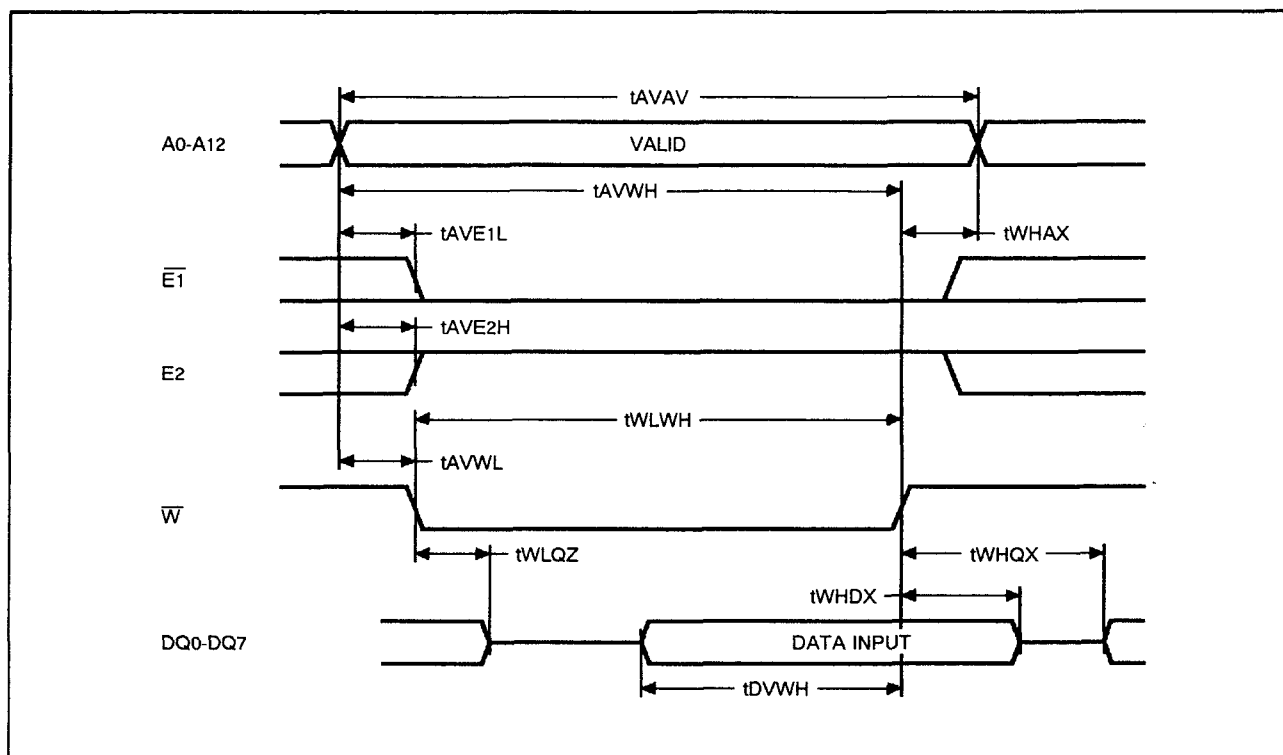 tAVAV
A0-A12
VALID
tAVWH
tAVE1L
tWHAX
E1
tAVE2H
E2
tWLWH
tAVWL
W
tWLQZ
tWHQX
tWHDX
DQ0-DQ7
DATA INPUT
tDVWH